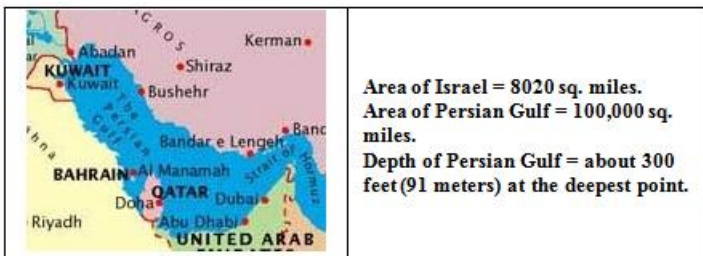 GROS
Kerman
Abadan
Shiraz
KUWAIT
Kuwait
Bushehr
The
Persian
Gulf
Banc
Bandar e Lengeh
Strait of Hormuz
hna
BAHRAIN
Al Manamah
QATAR
Doha
Dubai
Riyadh
Abu Dhabi
UNITED ARAB
Area of Israel = 8020 sq. miles.
Area of Persian Gulf = 100,000 sq.
miles.
Depth of Persian Gulf = about 300
feet (91 meters) at the deepest point.